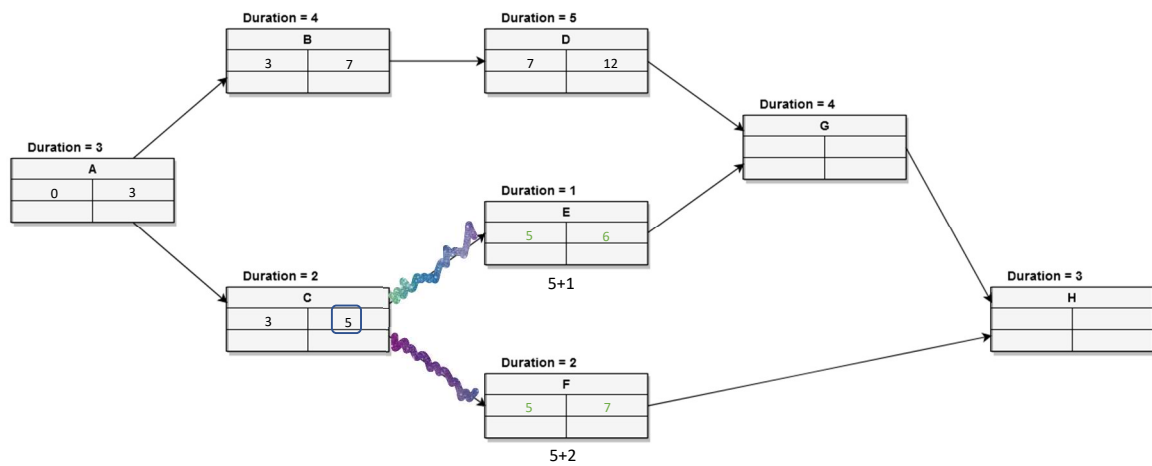 Duration = 4
B
3 7
Duration = 5
D
7 12
Duration = 4
G
Duration = 3
A
0 3
Duration = 1
E
5 6
5+1
Duration = 2
C
3 5
Duration = 3
H
Duration = 2
F
5 7
5+2